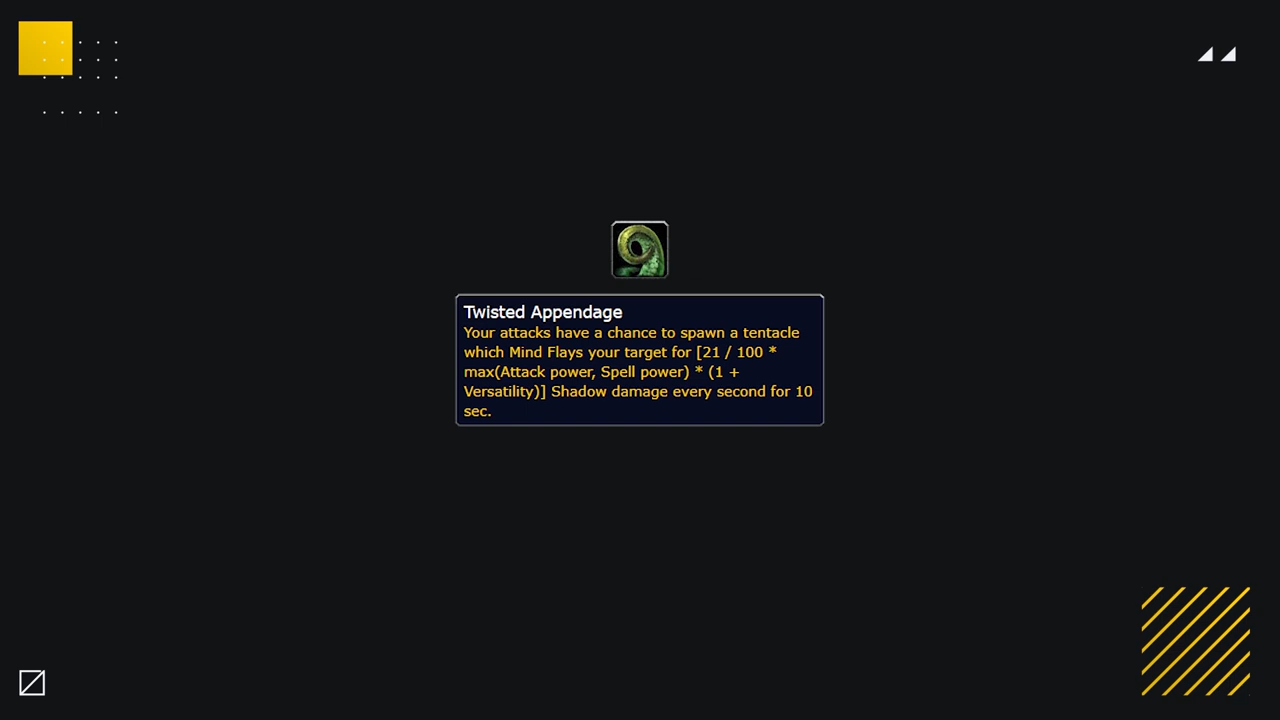 Twisted Appendage
Your attacks have a chance to spawn a tentacle
which Mind Flays your target for [21 / 100 *
max(Attack power, Spell power) * (1 +
Versatility)] Shadow damage every second for 10
sec.